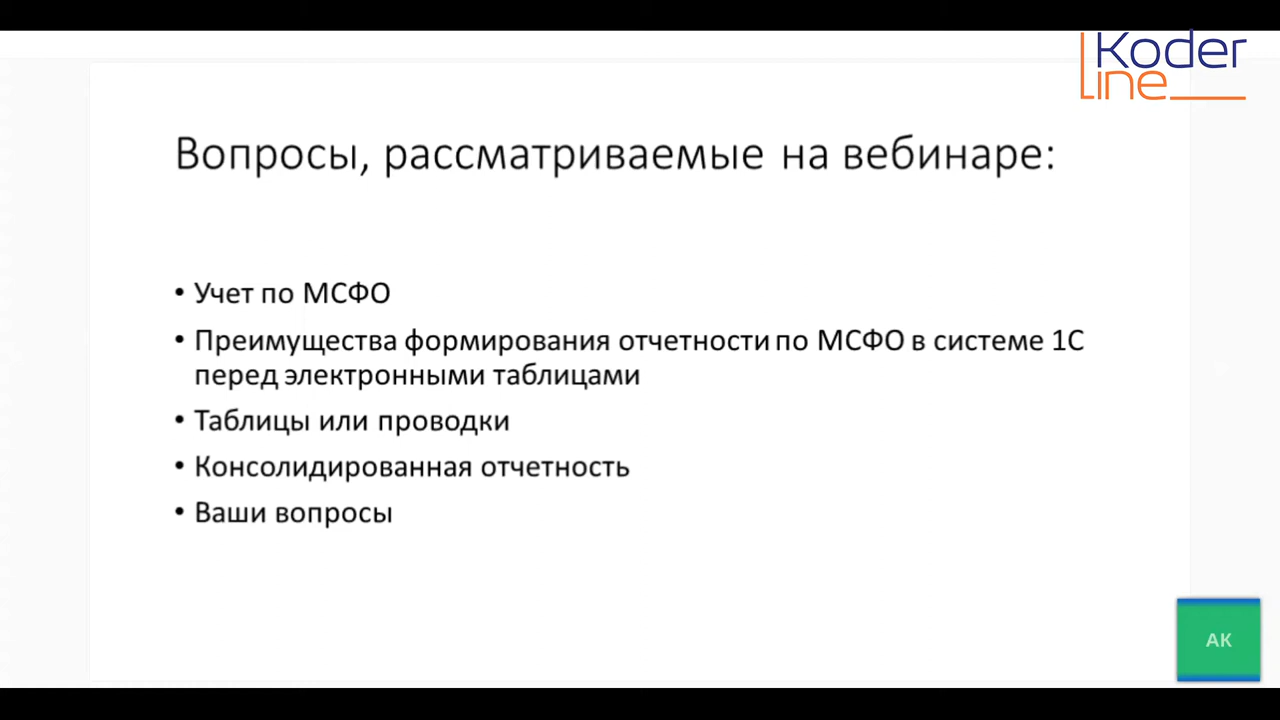 Koder
Line
Вопросы, рассматриваемые на вебинаре:
• Учет по МСФО
• Преимущества формирования отчетности по МСФО в системе 1С
перед электронными таблицами
• Таблицы или проводки
• Консолидированная отчетность
• Ваши вопросы
АК